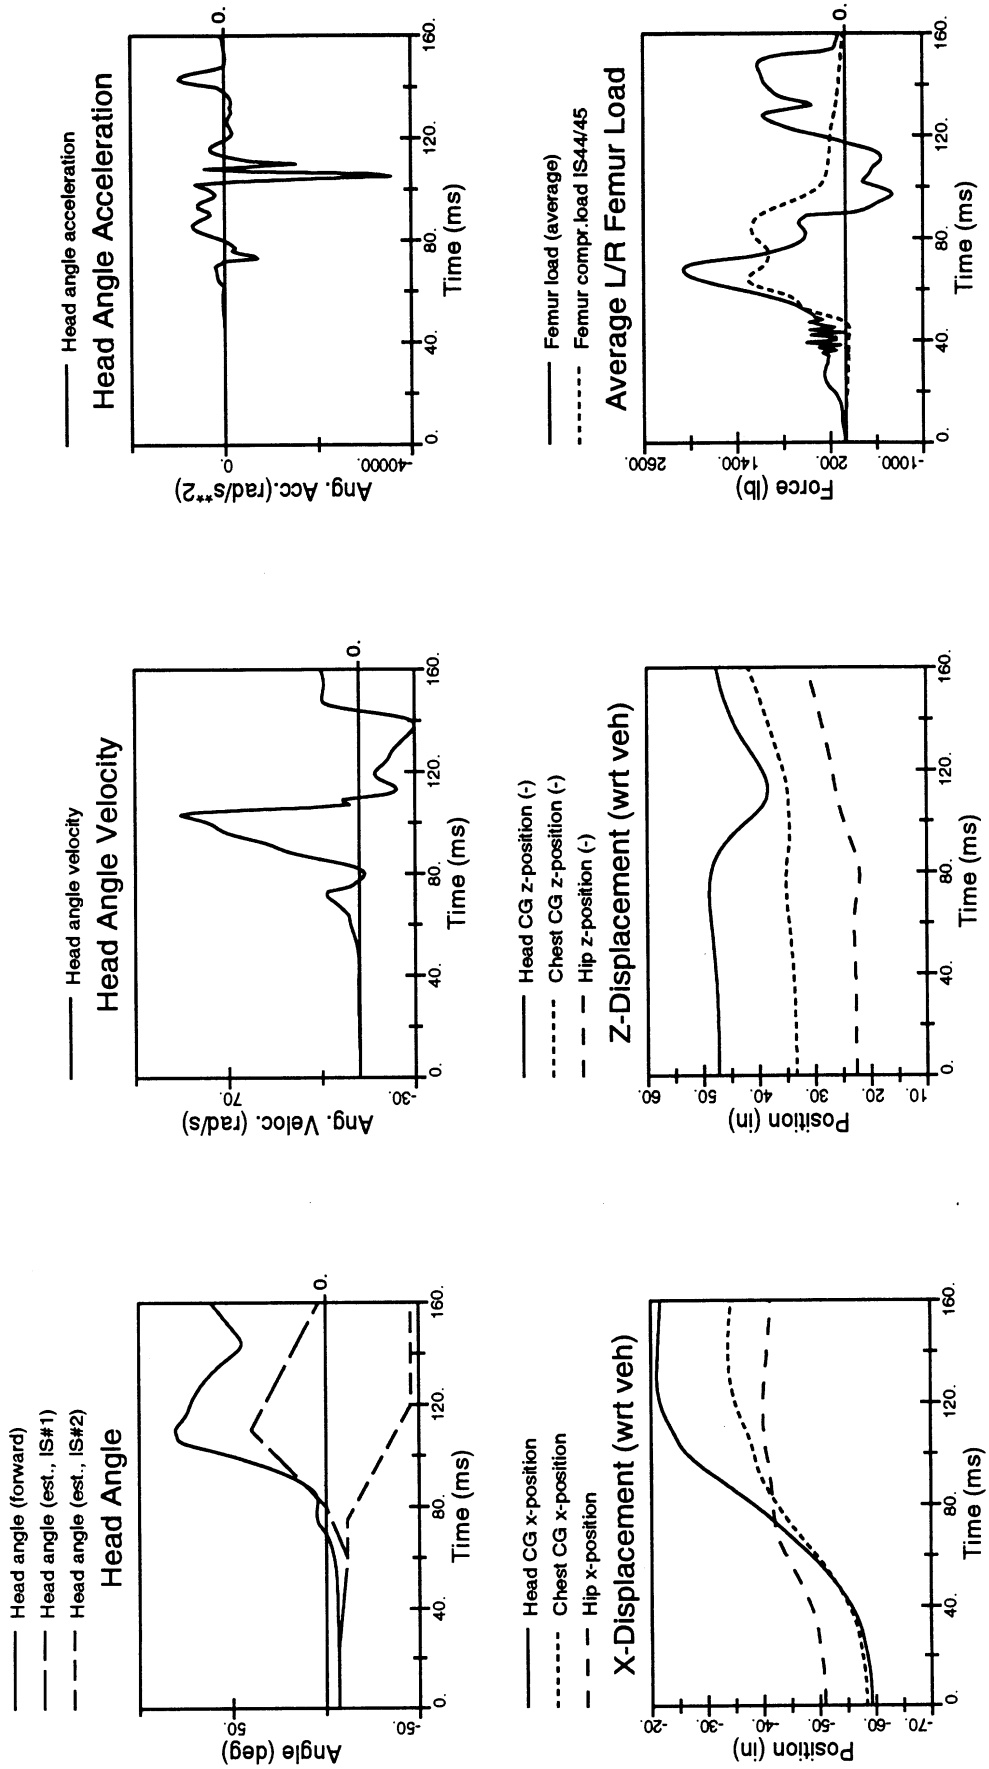 Head angle (forward)
Head angle (est., IS#1)
Head angle (est., IS#2)
Head Angle
Angle (deg)
50.
-50.
0.
0.
40.
80.
120.
160.
Time (ms)
Head angle velocity
Head Angle Velocity
Ang. Veloc. (rad/s)
70.
-30.
0.
0.
40.
80.
120.
160.
Time (ms)
Head angle acceleration
Head Angle Acceleration
Ang. Acc.(rad/s**2)
0.
-40000.
0.
0.
40.
80.
120.
160.
Time (ms)
Head CG x-position
Chest CG x-position
Hip x-position
X-Displacement (wrt veh)
Position (in)
-20.
-30.
-40.
-50.
-60.
-70.
0.
40.
80.
120.
160.
Time (ms)
Head CG z-position (-)
Chest CG z-position (-)
Hip z-position (-)
Z-Displacement (wrt veh)
Position (in)
60.
50.
40.
30.
20.
10.
0.
40.
80.
120.
160.
Time (ms)
Femur load (average)
Femur compr.load IS44/45
Average L/R Femur Load
Force (lb)
2600.
1400.
200.
-1000.
0.
0.
40.
80.
120.
160.
Time (ms)